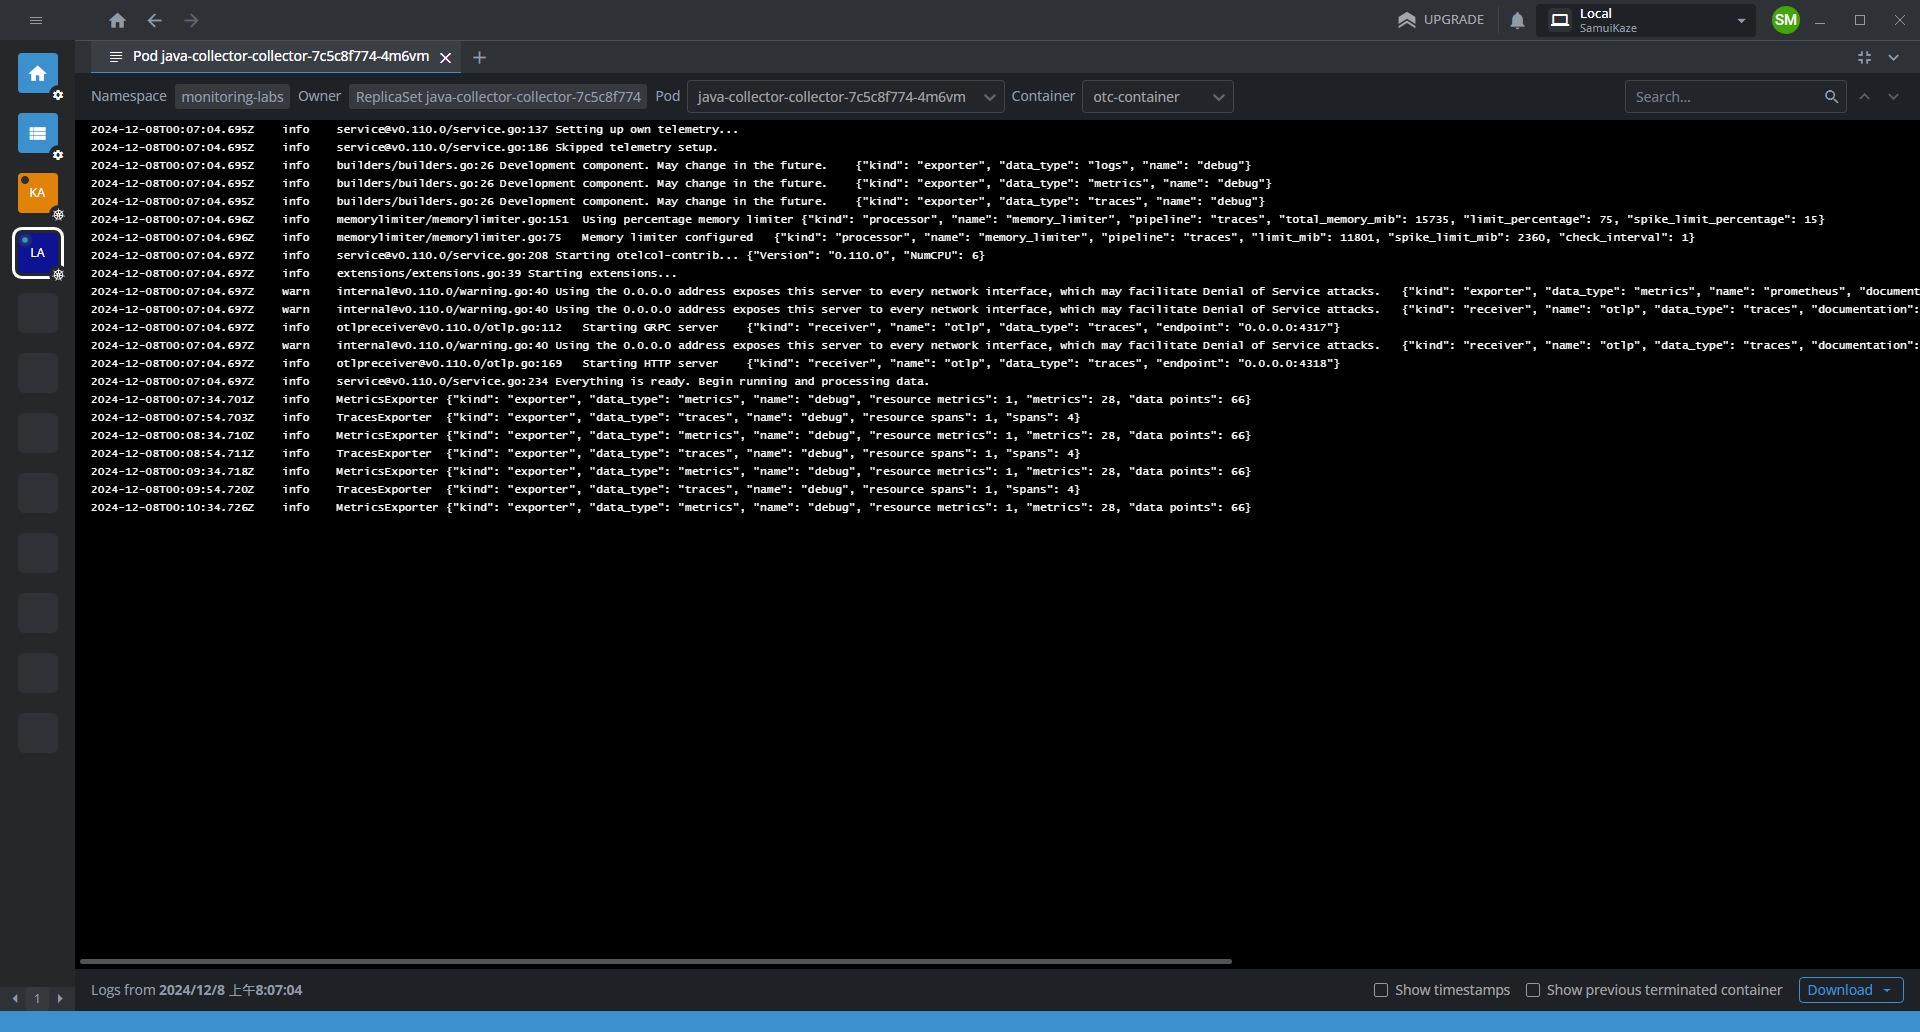 UPGRADE
Local
SamuiKaze
SM
Pod java-collector-collector-7c5c8f774-4m6vm
Namespace monitoring-labs Owner ReplicaSet java-collector-collector-7c5c8f774 Pod java-collector-collector-7c5c8f774-4m6vm Container otc-container Search...
KA
LA
2024-12-08T00:07:04.695Z info service@v0.110.0/service.go:137 Setting up own telemetry...
2024-12-08T00:07:04.695Z info service@v0.110.0/service.go:186 Skipped telemetry setup.
2024-12-08T00:07:04.695Z info builders/builders.go:26 Development component. May change in the future. {"kind": "exporter", "data_type": "logs", "name": "debug"}
2024-12-08T00:07:04.695Z info builders/builders.go:26 Development component. May change in the future. {"kind": "exporter", "data_type": "metrics", "name": "debug"}
2024-12-08T00:07:04.695Z info builders/builders.go:26 Development component. May change in the future. {"kind": "exporter", "data_type": "traces", "name": "debug"}
2024-12-08T00:07:04.696Z info memorylimiter/memorylimiter.go:151 Using percentage memory limiter {"kind": "processor", "name": "memory_limiter", "pipeline": "traces", "total_memory_mib": 15735, "limit_percentage": 75, "spike_limit_percentage": 15}
2024-12-08T00:07:04.696Z info memorylimiter/memorylimiter.go:75 Memory limiter configured {"kind": "processor", "name": "memory_limiter", "pipeline": "traces", "limit_mib": 11801, "spike_limit_mib": 2360, "check_interval": 1}
2024-12-08T00:07:04.697Z info service@v0.110.0/service.go:208 Starting otelcol-contrib... {"Version": "0.110.0", "NumCPU": 6}
2024-12-08T00:07:04.697Z info extensions/extensions.go:39 Starting extensions...
2024-12-08T00:07:04.697Z warn internal@v0.110.0/warning.go:40 Using the 0.0.0.0 address exposes this server to every network interface, which may facilitate Denial of Service attacks. {"kind": "exporter", "data_type": "metrics", "name": "prometheus", "document
2024-12-08T00:07:04.697Z warn internal@v0.110.0/warning.go:40 Using the 0.0.0.0 address exposes this server to every network interface, which may facilitate Denial of Service attacks. {"kind": "receiver", "name": "otlp", "data_type": "traces", "documentation":
2024-12-08T00:07:04.697Z info otlpreceiver@v0.110.0/otlp.go:112 Starting GRPC server {"kind": "receiver", "name": "otlp", "data_type": "traces", "endpoint": "0.0.0.0:4317"}
2024-12-08T00:07:04.697Z warn internal@v0.110.0/warning.go:40 Using the 0.0.0.0 address exposes this server to every network interface, which may facilitate Denial of Service attacks. {"kind": "receiver", "name": "otlp", "data_type": "traces", "documentation":
2024-12-08T00:07:04.697Z info otlpreceiver@v0.110.0/otlp.go:169 Starting HTTP server {"kind": "receiver", "name": "otlp", "data_type": "traces", "endpoint": "0.0.0.0:4318"}
2024-12-08T00:07:04.697Z info service@v0.110.0/service.go:234 Everything is ready. Begin running and processing data.
2024-12-08T00:07:34.701Z info MetricsExporter {"kind": "exporter", "data_type": "metrics", "name": "debug", "resource metrics": 1, "metrics": 28, "data points": 66}
2024-12-08T00:07:54.703Z info TracesExporter {"kind": "exporter", "data_type": "traces", "name": "debug", "resource spans": 1, "spans": 4}
2024-12-08T00:08:34.710Z info MetricsExporter {"kind": "exporter", "data_type": "metrics", "name": "debug", "resource metrics": 1, "metrics": 28, "data points": 66}
2024-12-08T00:08:54.711Z info TracesExporter {"kind": "exporter", "data_type": "traces", "name": "debug", "resource spans": 1, "spans": 4}
2024-12-08T00:09:34.718Z info MetricsExporter {"kind": "exporter", "data_type": "metrics", "name": "debug", "resource metrics": 1, "metrics": 28, "data points": 66}
2024-12-08T00:09:54.720Z info TracesExporter {"kind": "exporter", "data_type": "traces", "name": "debug", "resource spans": 1, "spans": 4}
2024-12-08T00:10:34.726Z info MetricsExporter {"kind": "exporter", "data_type": "metrics", "name": "debug", "resource metrics": 1, "metrics": 28, "data points": 66}
Logs from 2024/12/8 上午8:07:04
Show timestamps Show previous terminated container Download
1